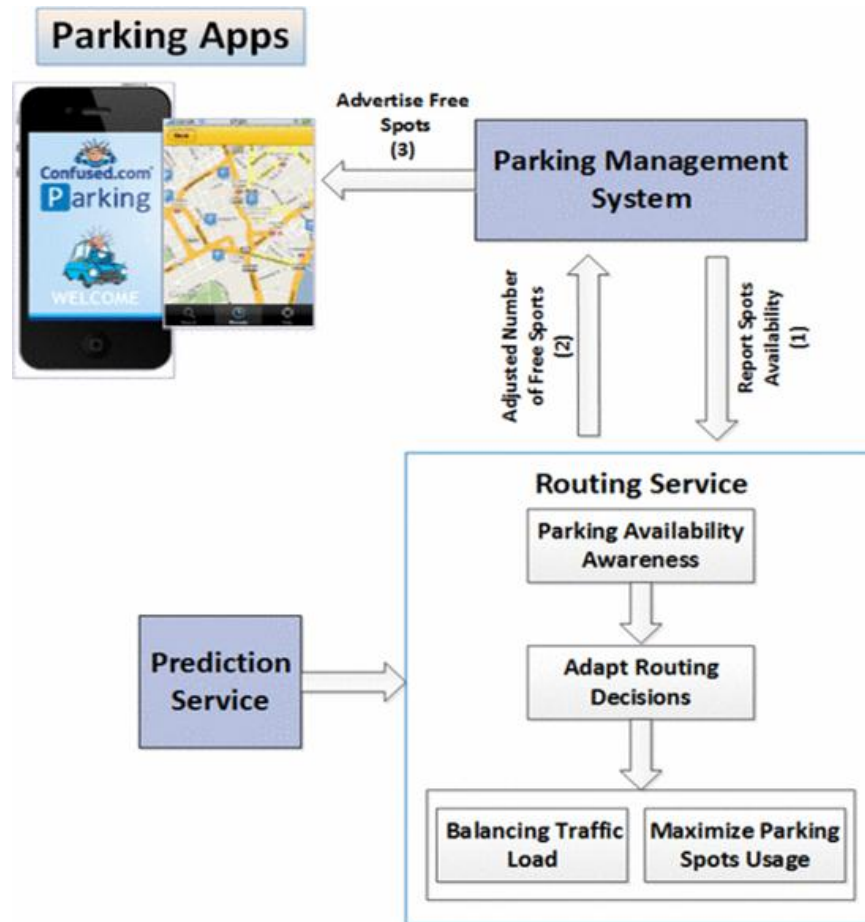 Parking Apps
Confused.com
Parking
WELCOME
Advertise Free
Spots
(3)
Parking Management
System
Adjusted Number
of Free Sports
(2)
Report Spots
Availability
(1)
Routing Service
Parking Availability
Awareness
Prediction
Service
Adapt Routing
Decisions
Balancing Traffic
Load
Maximize Parking
Spots Usage